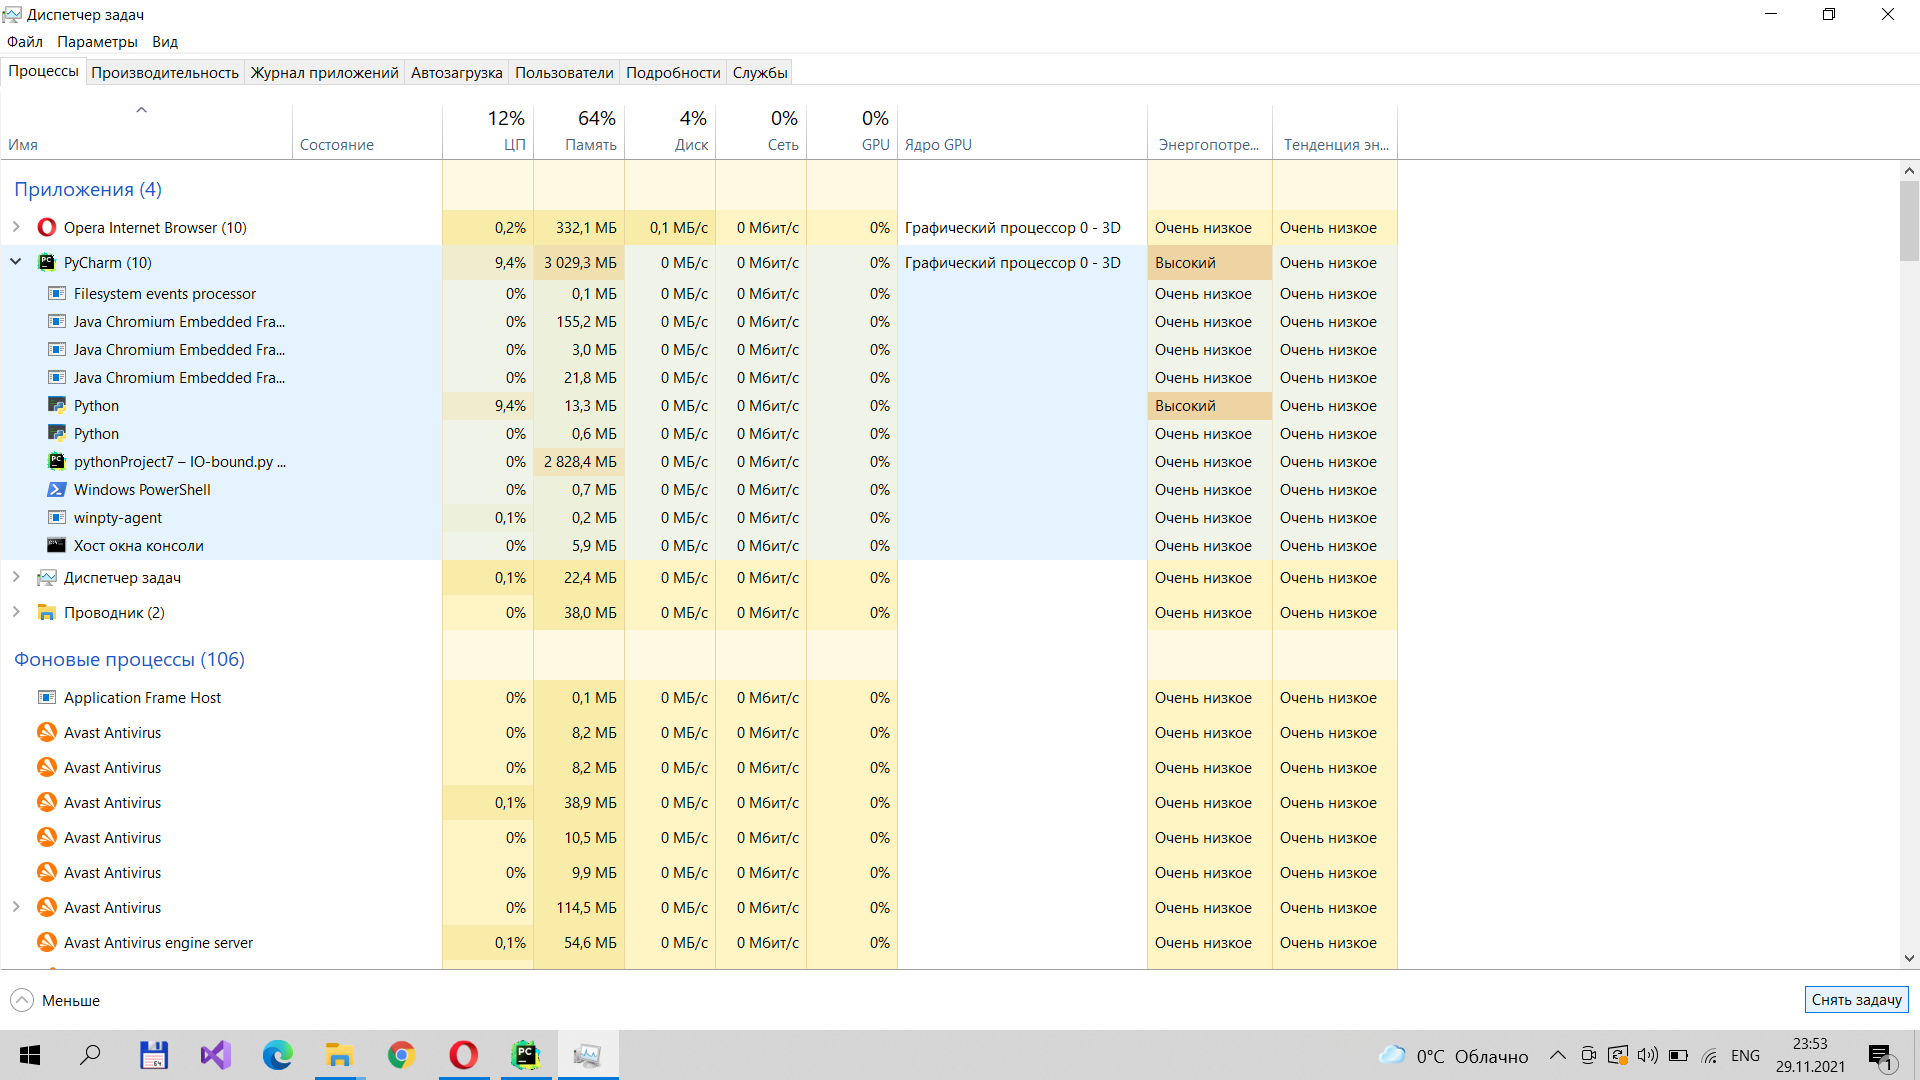 Диспетчер задач
Файл Параметры Вид
Процессы Производительность Журнал приложений Автозагрузка Пользователи Подробности Службы
12% 64% 4% 0% 0%
Имя Состояние ЦП Память Диск Сеть GPU Ядро GPU Энергопотре... Тенденция эн...
Приложения (4)
Opera Internet Browser (10) 0,2% 332,1 МБ 0,1 МБ/с 0 Мбит/с 0% Графический процессор 0 - 3D Очень низкое Очень низкое
PyCharm (10) 9,4% 3 029,3 МБ 0 МБ/с 0 Мбит/с 0% Графический процессор 0 - 3D Высокий Очень низкое
Filesystem events processor 0% 0,1 МБ 0 МБ/с 0 Мбит/с 0% Очень низкое Очень низкое
Java Chromium Embedded Fra... 0% 155,2 МБ 0 МБ/с 0 Мбит/с 0% Очень низкое Очень низкое
Java Chromium Embedded Fra... 0% 3,0 МБ 0 МБ/с 0 Мбит/с 0% Очень низкое Очень низкое
Java Chromium Embedded Fra... 0% 21,8 МБ 0 МБ/с 0 Мбит/с 0% Очень низкое Очень низкое
Python 9,4% 13,3 МБ 0 МБ/с 0 Мбит/с 0% Высокий Очень низкое
Python 0% 0,6 МБ 0 МБ/с 0 Мбит/с 0% Очень низкое Очень низкое
pythonProject7 – IO-bound.py ... 0% 2 828,4 МБ 0 МБ/с 0 Мбит/с 0% Очень низкое Очень низкое
Windows PowerShell 0% 0,7 МБ 0 МБ/с 0 Мбит/с 0% Очень низкое Очень низкое
winpty-agent 0,1% 0,2 МБ 0 МБ/с 0 Мбит/с 0% Очень низкое Очень низкое
Хост окна консоли 0% 5,9 МБ 0 МБ/с 0 Мбит/с 0% Очень низкое Очень низкое
Диспетчер задач 0,1% 22,4 МБ 0 МБ/с 0 Мбит/с 0% Очень низкое Очень низкое
Проводник (2) 0% 38,0 МБ 0 МБ/с 0 Мбит/с 0% Очень низкое Очень низкое
Фоновые процессы (106)
Application Frame Host 0% 0,1 МБ 0 МБ/с 0 Мбит/с 0% Очень низкое Очень низкое
Avast Antivirus 0% 8,2 МБ 0 МБ/с 0 Мбит/с 0% Очень низкое Очень низкое
Avast Antivirus 0% 8,2 МБ 0 МБ/с 0 Мбит/с 0% Очень низкое Очень низкое
Avast Antivirus 0,1% 38,9 МБ 0 МБ/с 0 Мбит/с 0% Очень низкое Очень низкое
Avast Antivirus 0% 10,5 МБ 0 МБ/с 0 Мбит/с 0% Очень низкое Очень низкое
Avast Antivirus 0% 9,9 МБ 0 МБ/с 0 Мбит/с 0% Очень низкое Очень низкое
Avast Antivirus 0% 114,5 МБ 0 МБ/с 0 Мбит/с 0% Очень низкое Очень низкое
Avast Antivirus engine server 0,1% 54,6 МБ 0 МБ/с 0 Мбит/с 0% Очень низкое Очень низкое
Меньше Снять задачу
64 PC 0°C Облачно ENG 23:53
29.11.2021 1